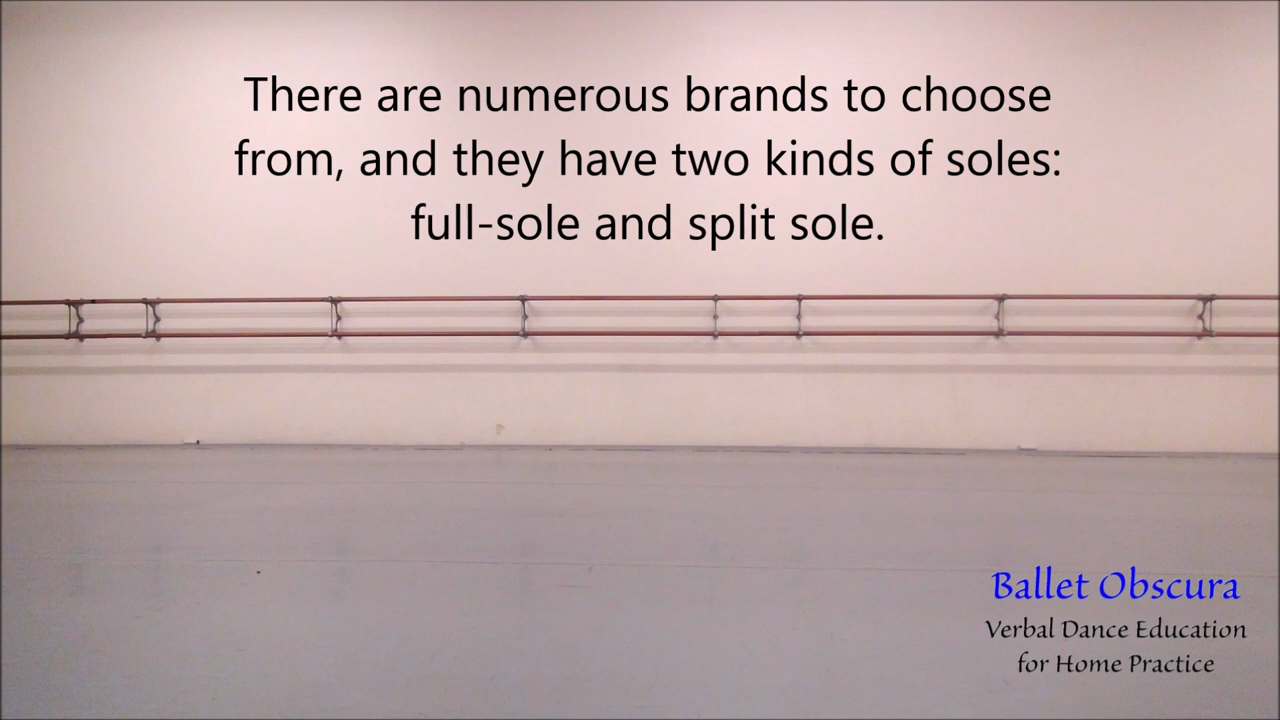 There are numerous brands to choose
from, and they have two kinds of soles:
full-sole and split sole.
Ballet Obscura
Verbal Dance Education
for Home Practice